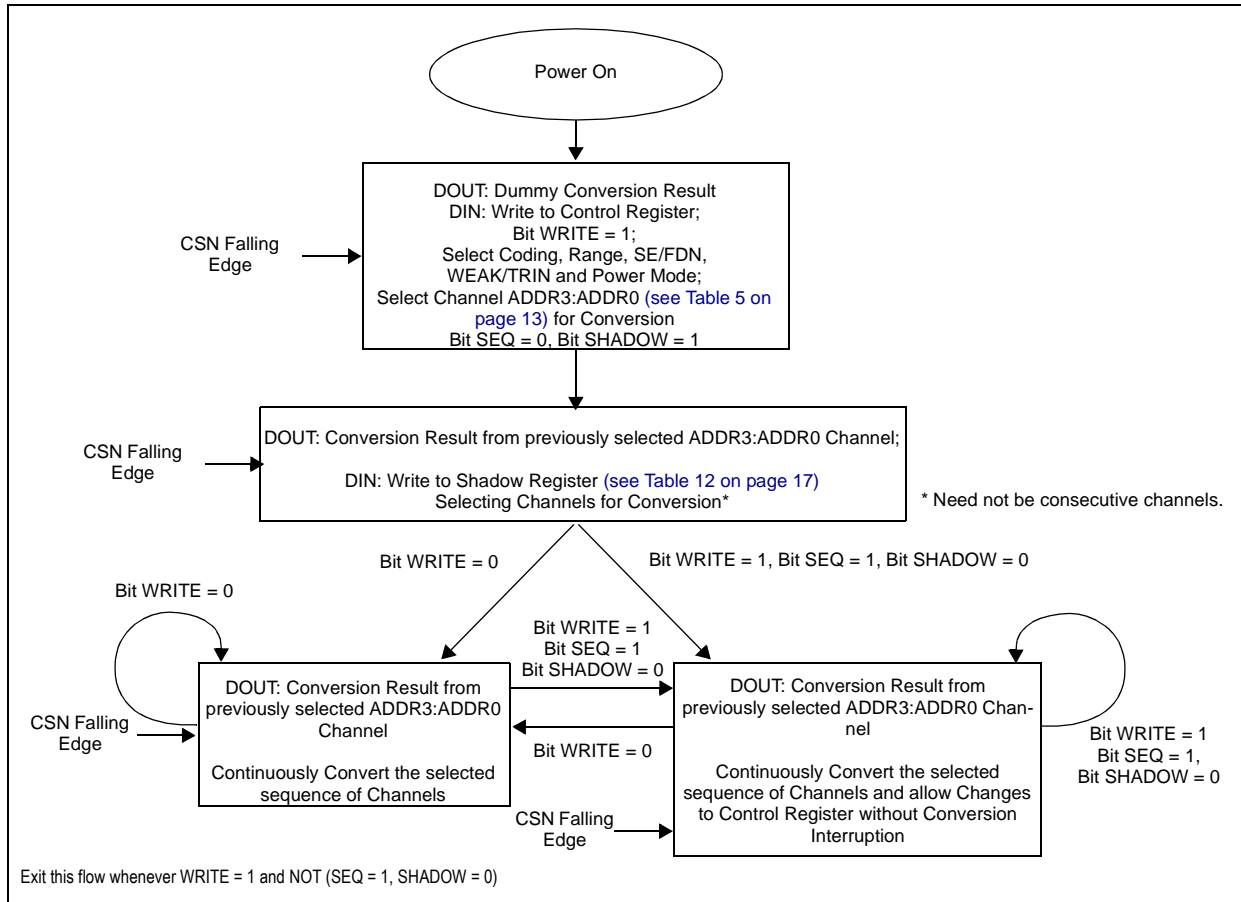 Power On
DOUT: Dummy Conversion Result
DIN: Write to Control Register;
Bit WRITE = 1;
Select Coding, Range, SE/FDN,
WEAK/TRIN and Power Mode;
Select Channel ADDR3:ADDR0 (see Table 5 on
page 13) for Conversion
Bit SEQ = 0, Bit SHADOW = 1
CSN Falling
Edge
DOUT: Conversion Result from previously selected ADDR3:ADDR0 Channel;
DIN: Write to Shadow Register (see Table 12 on page 17)
Selecting Channels for Conversion*
CSN Falling
Edge
* Need not be consecutive channels.
Bit WRITE = 0
Bit WRITE = 1, Bit SEQ = 1, Bit SHADOW = 0
Bit WRITE = 0
Bit WRITE = 1
Bit SEQ = 1
Bit SHADOW = 0
DOUT: Conversion Result from
previously selected ADDR3:ADDR0
Channel
Continuously Convert the selected
sequence of Channels
CSN Falling
Edge
Bit WRITE = 0
DOUT: Conversion Result from
previously selected ADDR3:ADDR0 Chan-
nel
Continuously Convert the selected
sequence of Channels and allow Changes
to Control Register without Conversion
Interruption
Bit WRITE = 1
Bit SEQ = 1,
Bit SHADOW = 0
CSN Falling
Edge
Exit this flow whenever WRITE = 1 and NOT (SEQ = 1, SHADOW = 0)